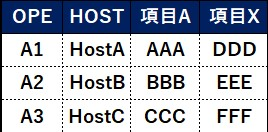 OPE HOST 項目A 項目X
A1 HostA AAA DDD
A2 HostB BBB EEE
A3 HostC CCC FFF